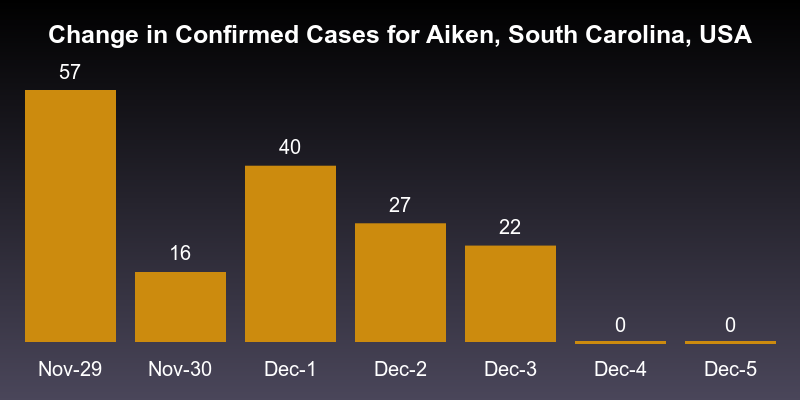 Change in Confirmed Cases for Aiken, South Carolina, USA
57
16
40
27
22
0
0
Nov-29
Nov-30
Dec-1
Dec-2
Dec-3
Dec-4
Dec-5